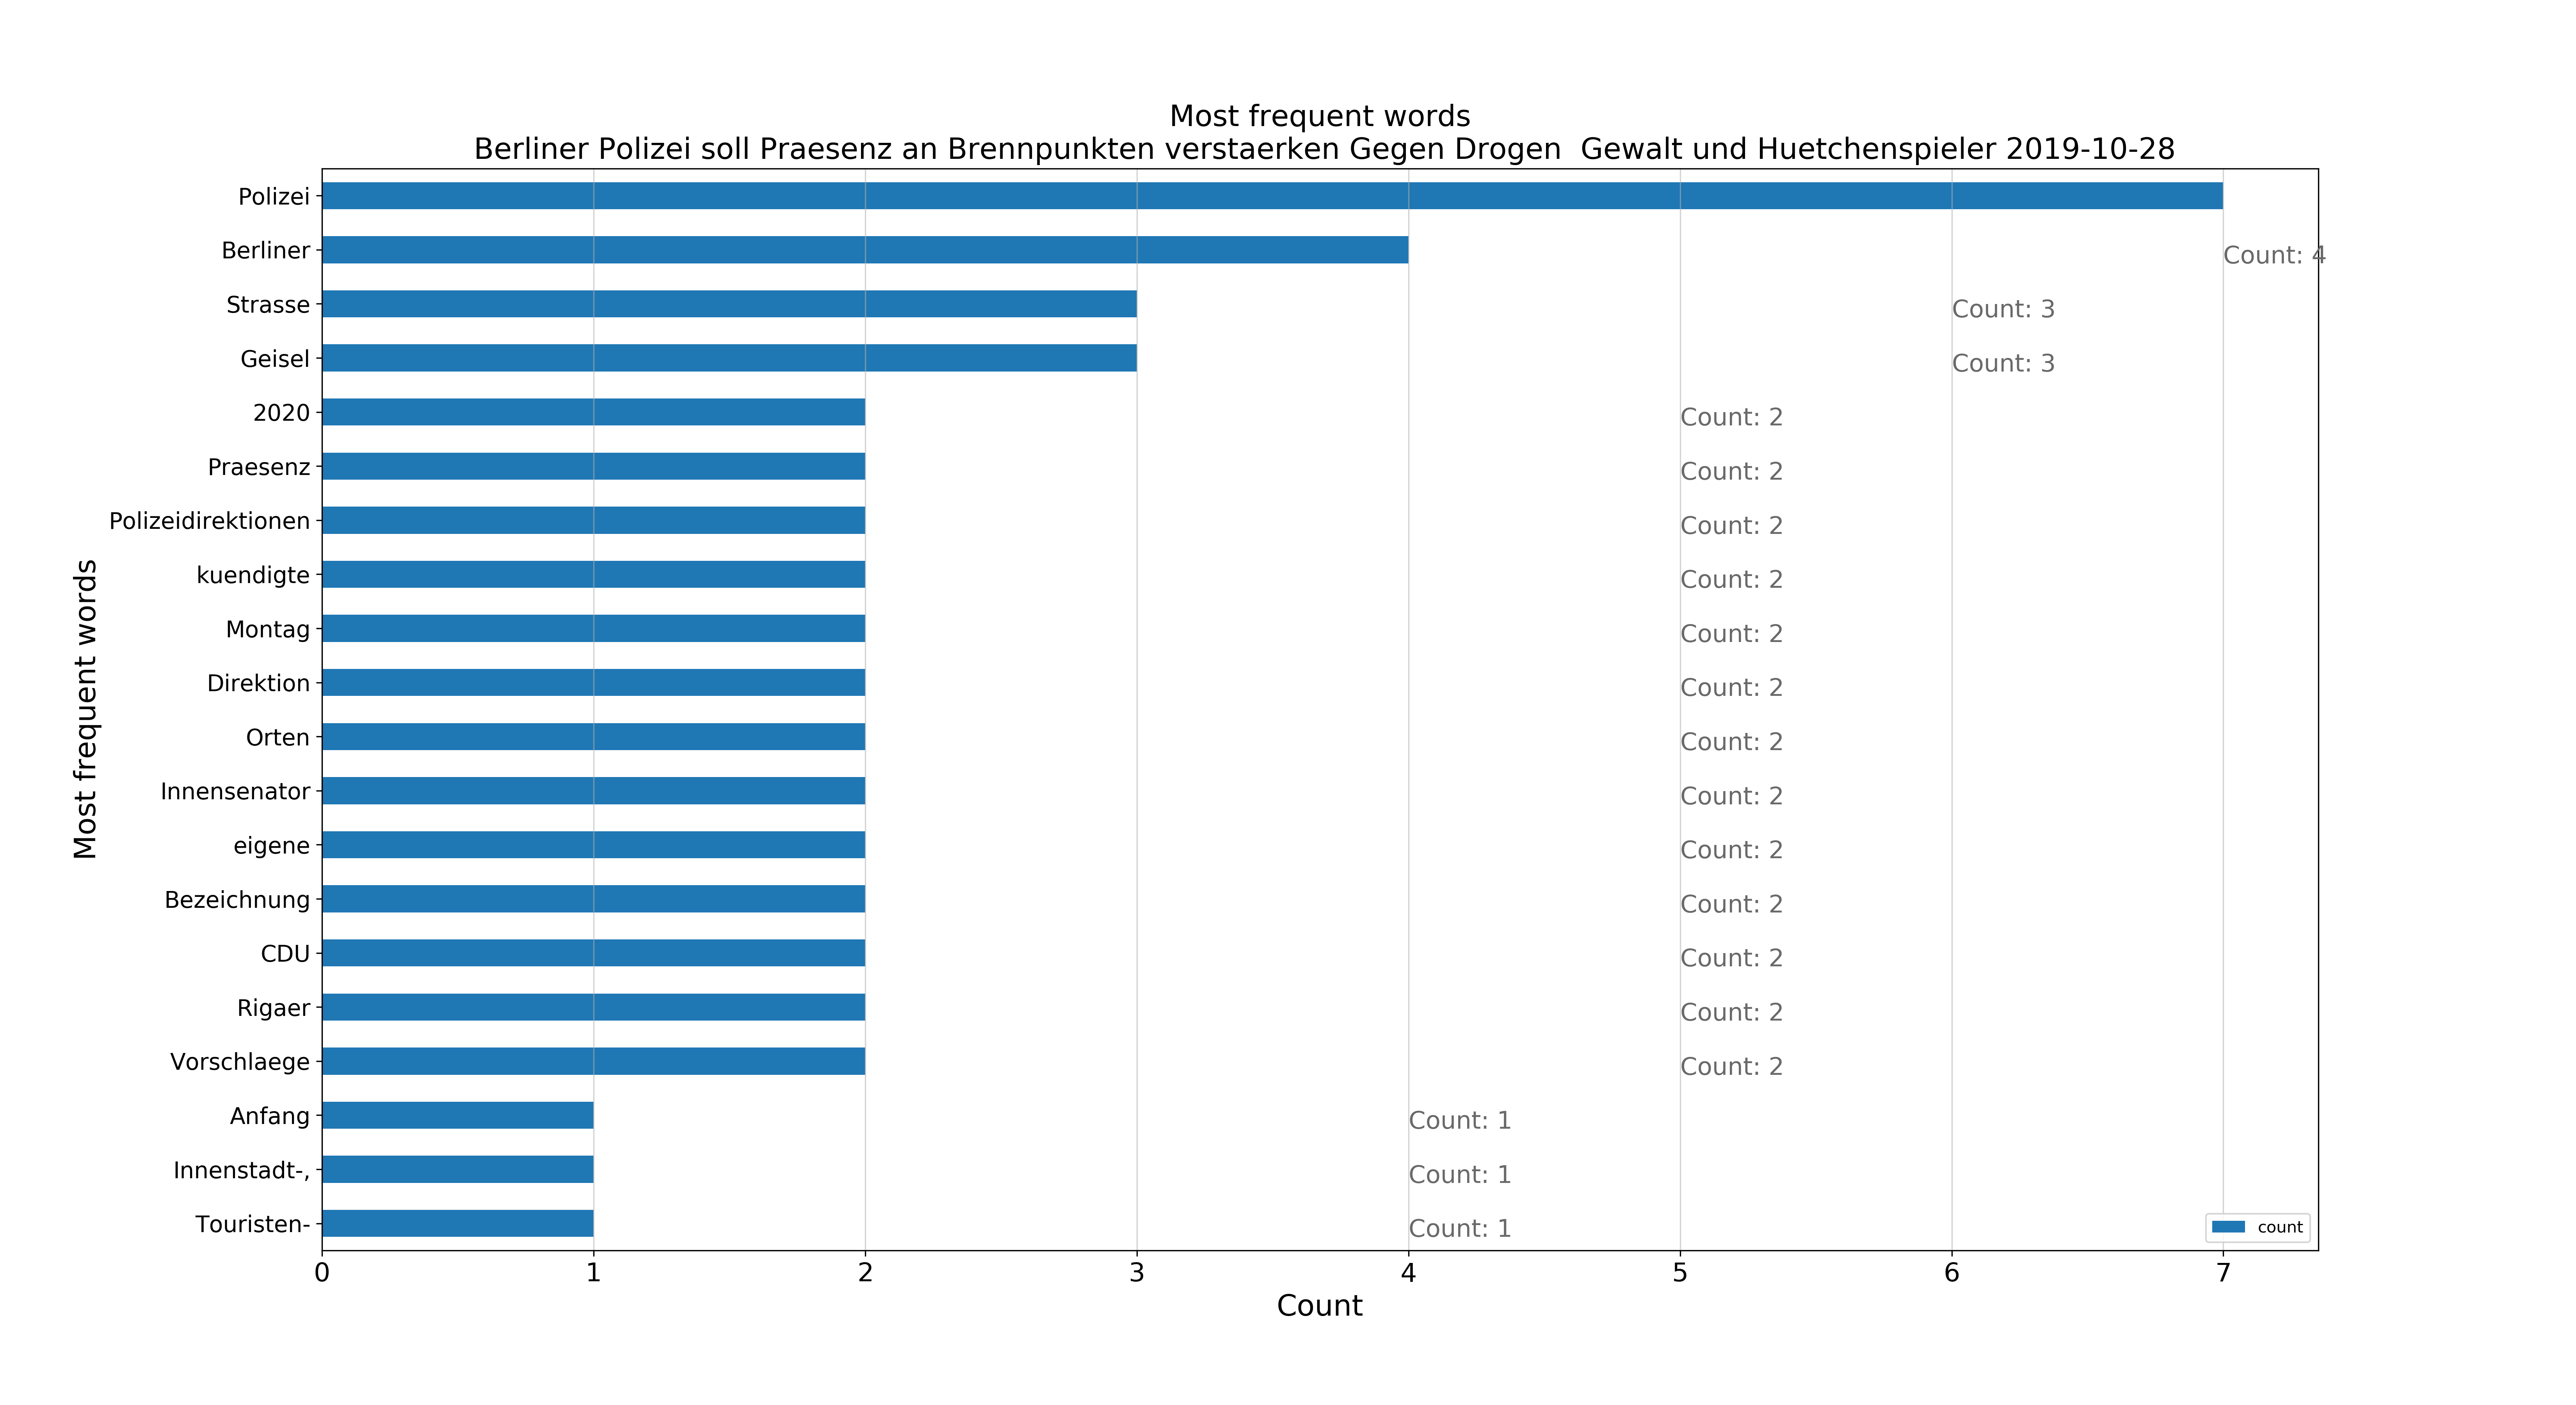 Most frequent words
Berliner Polizei soll Praesenz an Brennpunkten verstaerken Gegen Drogen  Gewalt und Huetchenspieler 2019-10-28
Polizei
Berliner Count: 4
Strasse Count: 3
Geisel Count: 3
2020 Count: 2
Praesenz Count: 2
Polizeidirektionen Count: 2
kuendigte Count: 2
Montag Count: 2
Direktion Count: 2
Orten Count: 2
Innensenator Count: 2
eigene Count: 2
Bezeichnung Count: 2
CDU Count: 2
Rigaer Count: 2
Vorschlaege Count: 2
Anfang Count: 1
Innenstadt-, Count: 1
Touristen- Count: 1
Most frequent words
count
0 1 2 3 4 5 6 7
Count